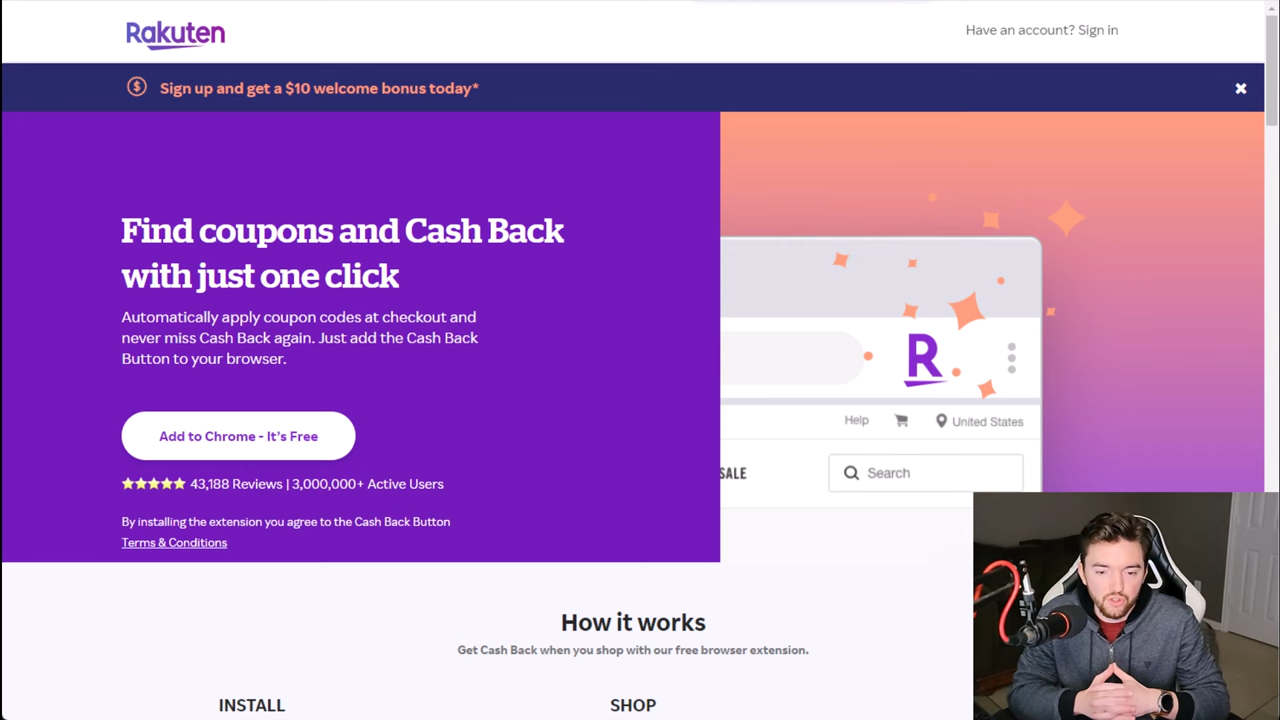 Rakuten
Have an account? Sign in
Sign up and get a $10 welcome bonus today*
Find coupons and Cash Back
with just one click
Automatically apply coupon codes at checkout and
never miss Cash Back again. Just add the Cash Back
Button to your browser.
Add to Chrome - It's Free
43,188 Reviews | 3,000,000+ Active Users
By installing the extension you agree to the Cash Back Button
Terms & Conditions
R
Help
United States
SALE
Search
How it works
Get Cash Back when you shop with our free browser extension.
INSTALL
SHOP